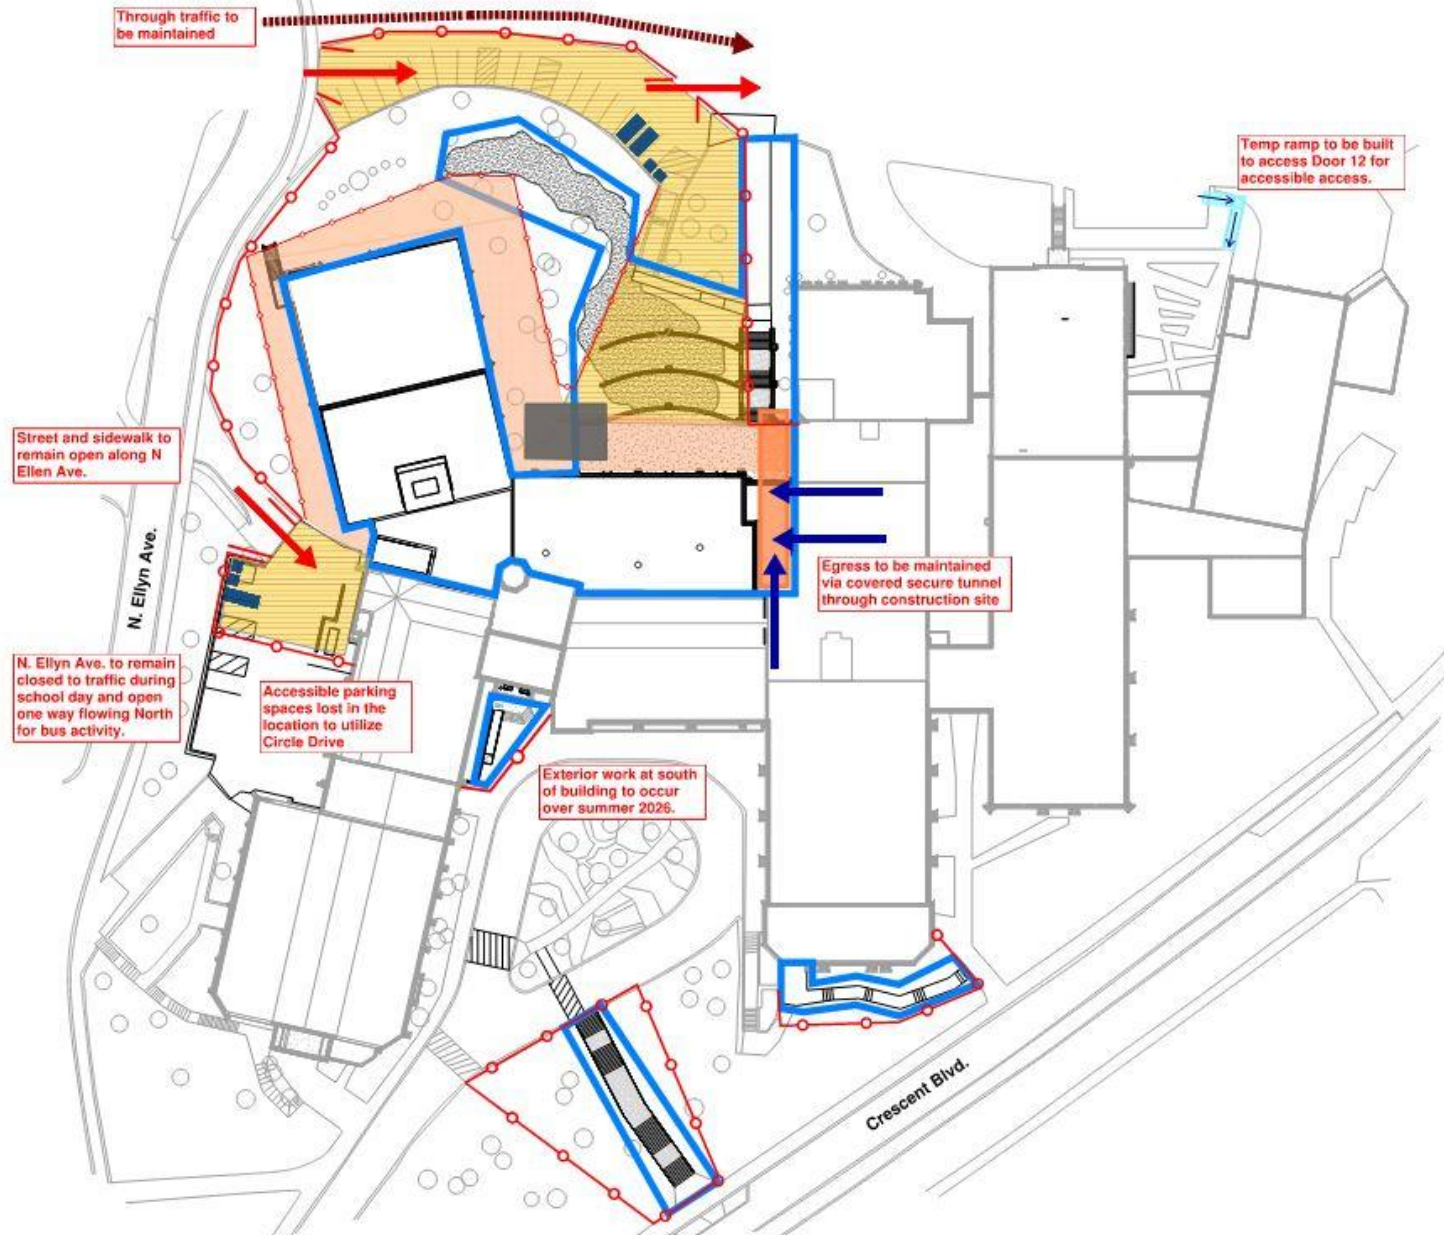 Through traffic to
be maintained
Temp ramp to be built
to access Door 12 for
accessible access.
Street and sidewalk to
remain open along N
Ellen Ave.
N. Ellyn Ave.
Egress to be maintained
via covered secure tunnel
through construction site
N. Ellyn Ave. to remain
closed to traffic during
school day and open
one way flowing North
for bus activity.
Accessible parking
spaces lost in the
location to utilize
Circle Drive
Exterior work at south
of building to occur
over summer 2026.
Crescent Blvd.